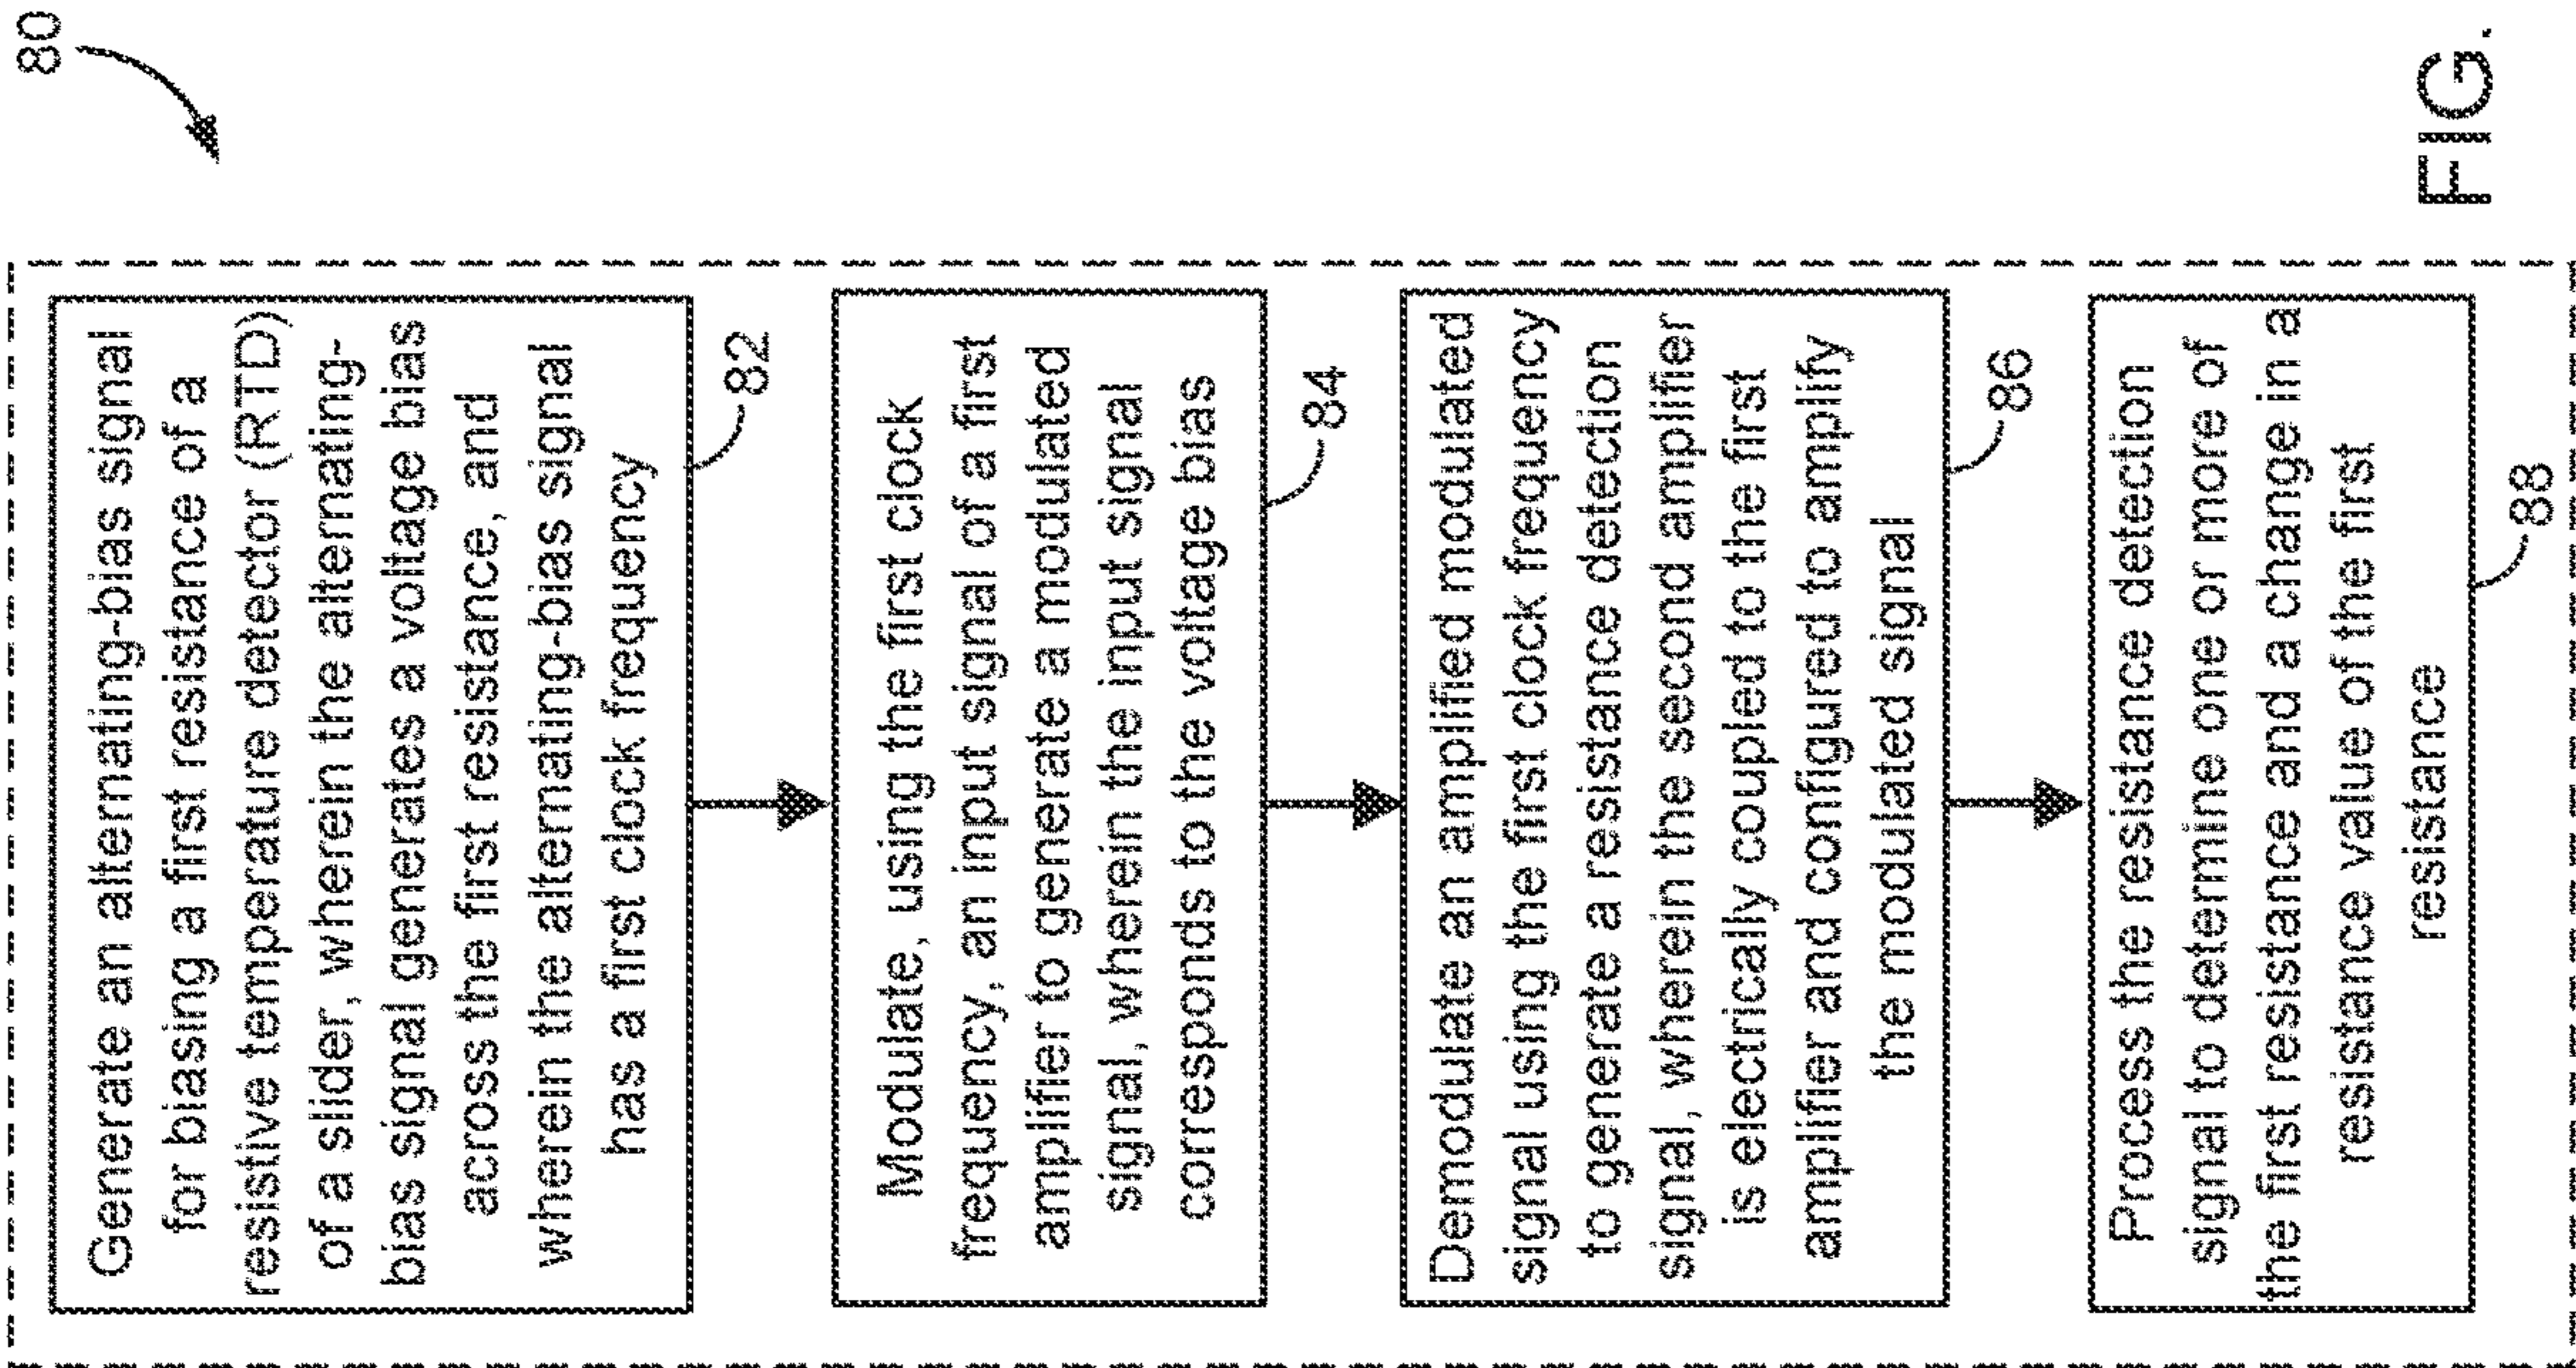 80
Generate an alternating-bias signal
for biasing a first resistance of a
resistive temperature detector (RTD)
of a slider, wherein the alternating-
bias signal generates a voltage bias
across the first resistance, and
wherein the alternating-bias signal
has a first clock frequency
82
Modulate, using the first clock
frequency, an input signal of a first
amplifier to generate a modulated
signal, wherein the input signal
corresponds to the voltage bias
84
Demodulate an amplified modulated
signal using the first clock frequency
to generate a resistance detection
signal, wherein the second amplifier
is electrically coupled to the first
amplifier and configured to amplify
the modulated signal
86
Process the resistance detection
signal to determine one or more of
the first resistance and a change in a
resistance value of the first
resistance
88
FIG.